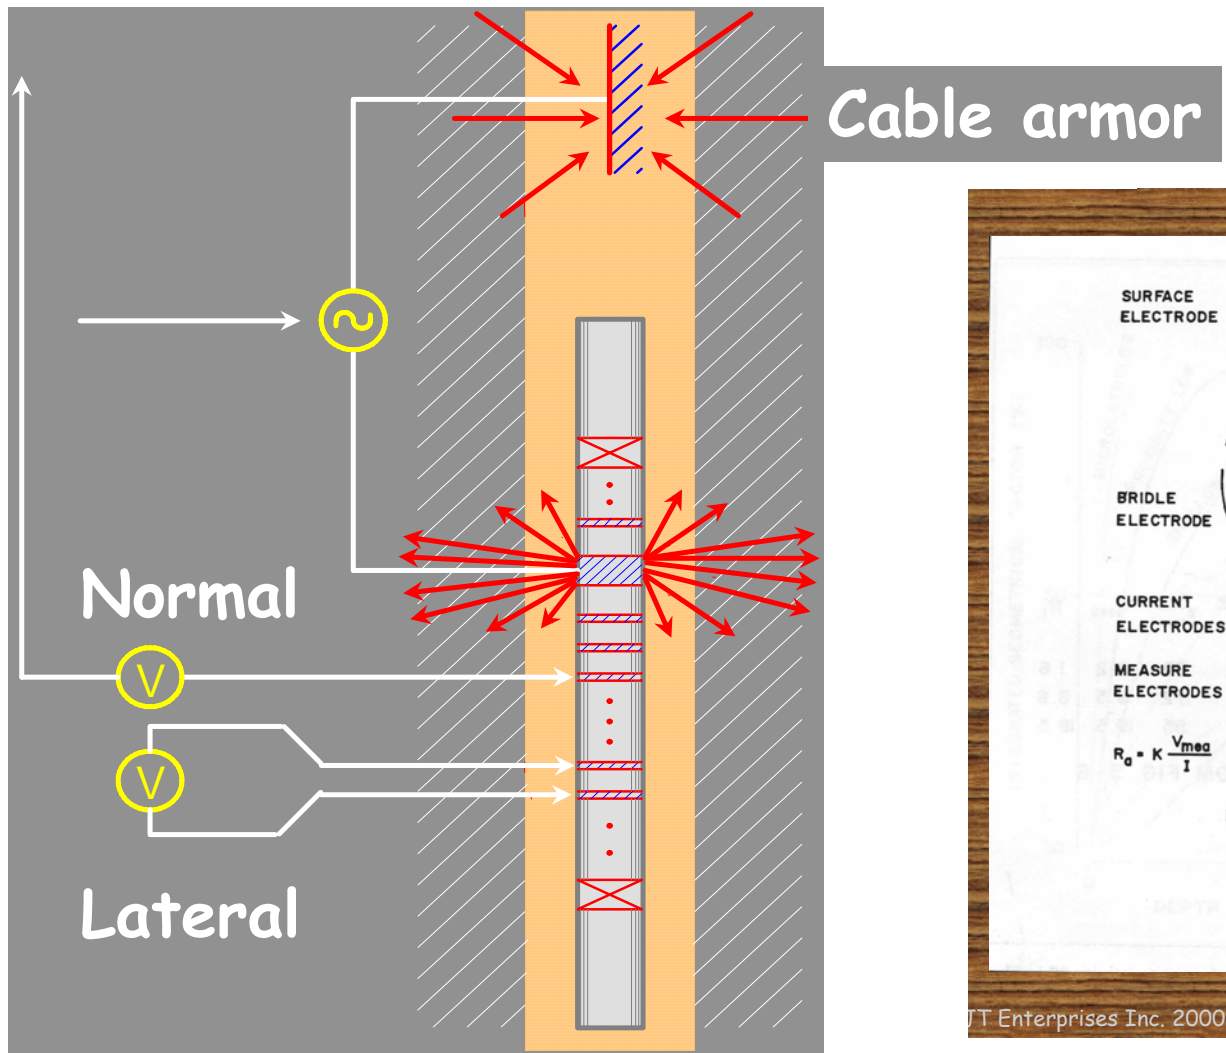 Cable armor
SURFACE
ELECTRODE
BRIDLE
ELECTRODE
Normal
CURRENT
ELECTRODES
MEASURE
ELECTRODES
V
Ra = K Vmea
I
V
Lateral
JT Enterprises Inc. 2000